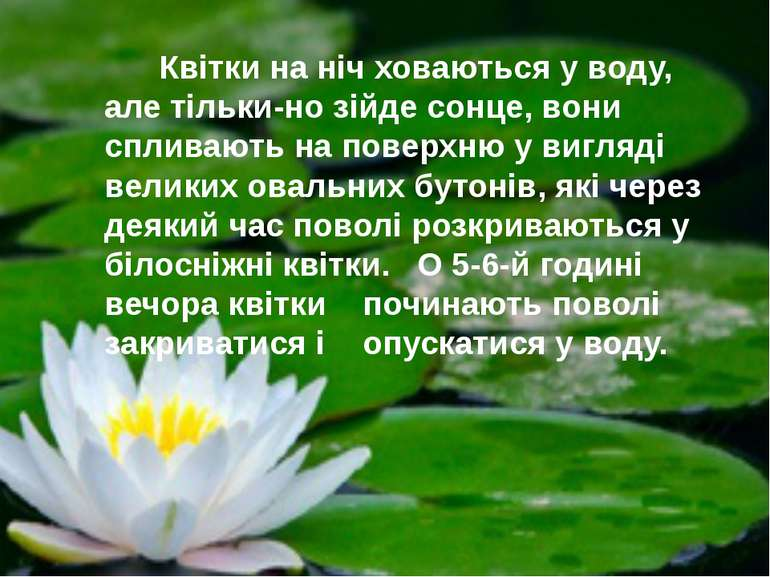 Квітки на ніч ховаються у воду,
але тільки-но зійде сонце, вони
спливають на поверхню у вигляді
великих овальних бутонів, які через
деякий час поволі розкриваються у
білосніжні квітки. О 5-6-й годині
вечора квітки починають поволі
закриватися і опускатися у воду.